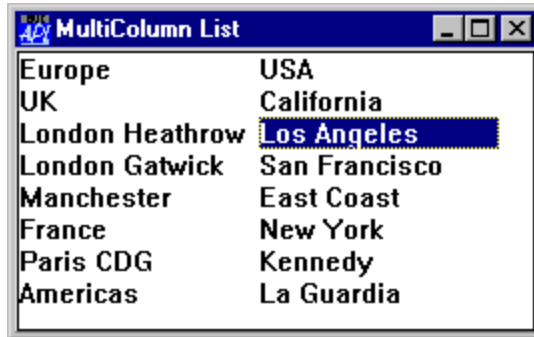 MultiColumn List
Europe
UK
London Heathrow
London Gatwick
Manchester
France
Paris CDG
Americas
USA
California
Los Angeles
San Francisco
East Coast
New York
Kennedy
La Guardia